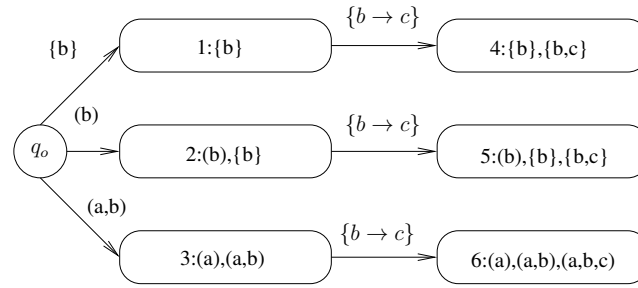 {b → c}
{b} 1:{b} 4:{b},{b,c}
(b) {b → c}
q_o 2:(b),{b} 5:(b),{b},{b,c}
(a,b) {b → c}
3:(a),(a,b) 6:(a),(a,b),(a,b,c)